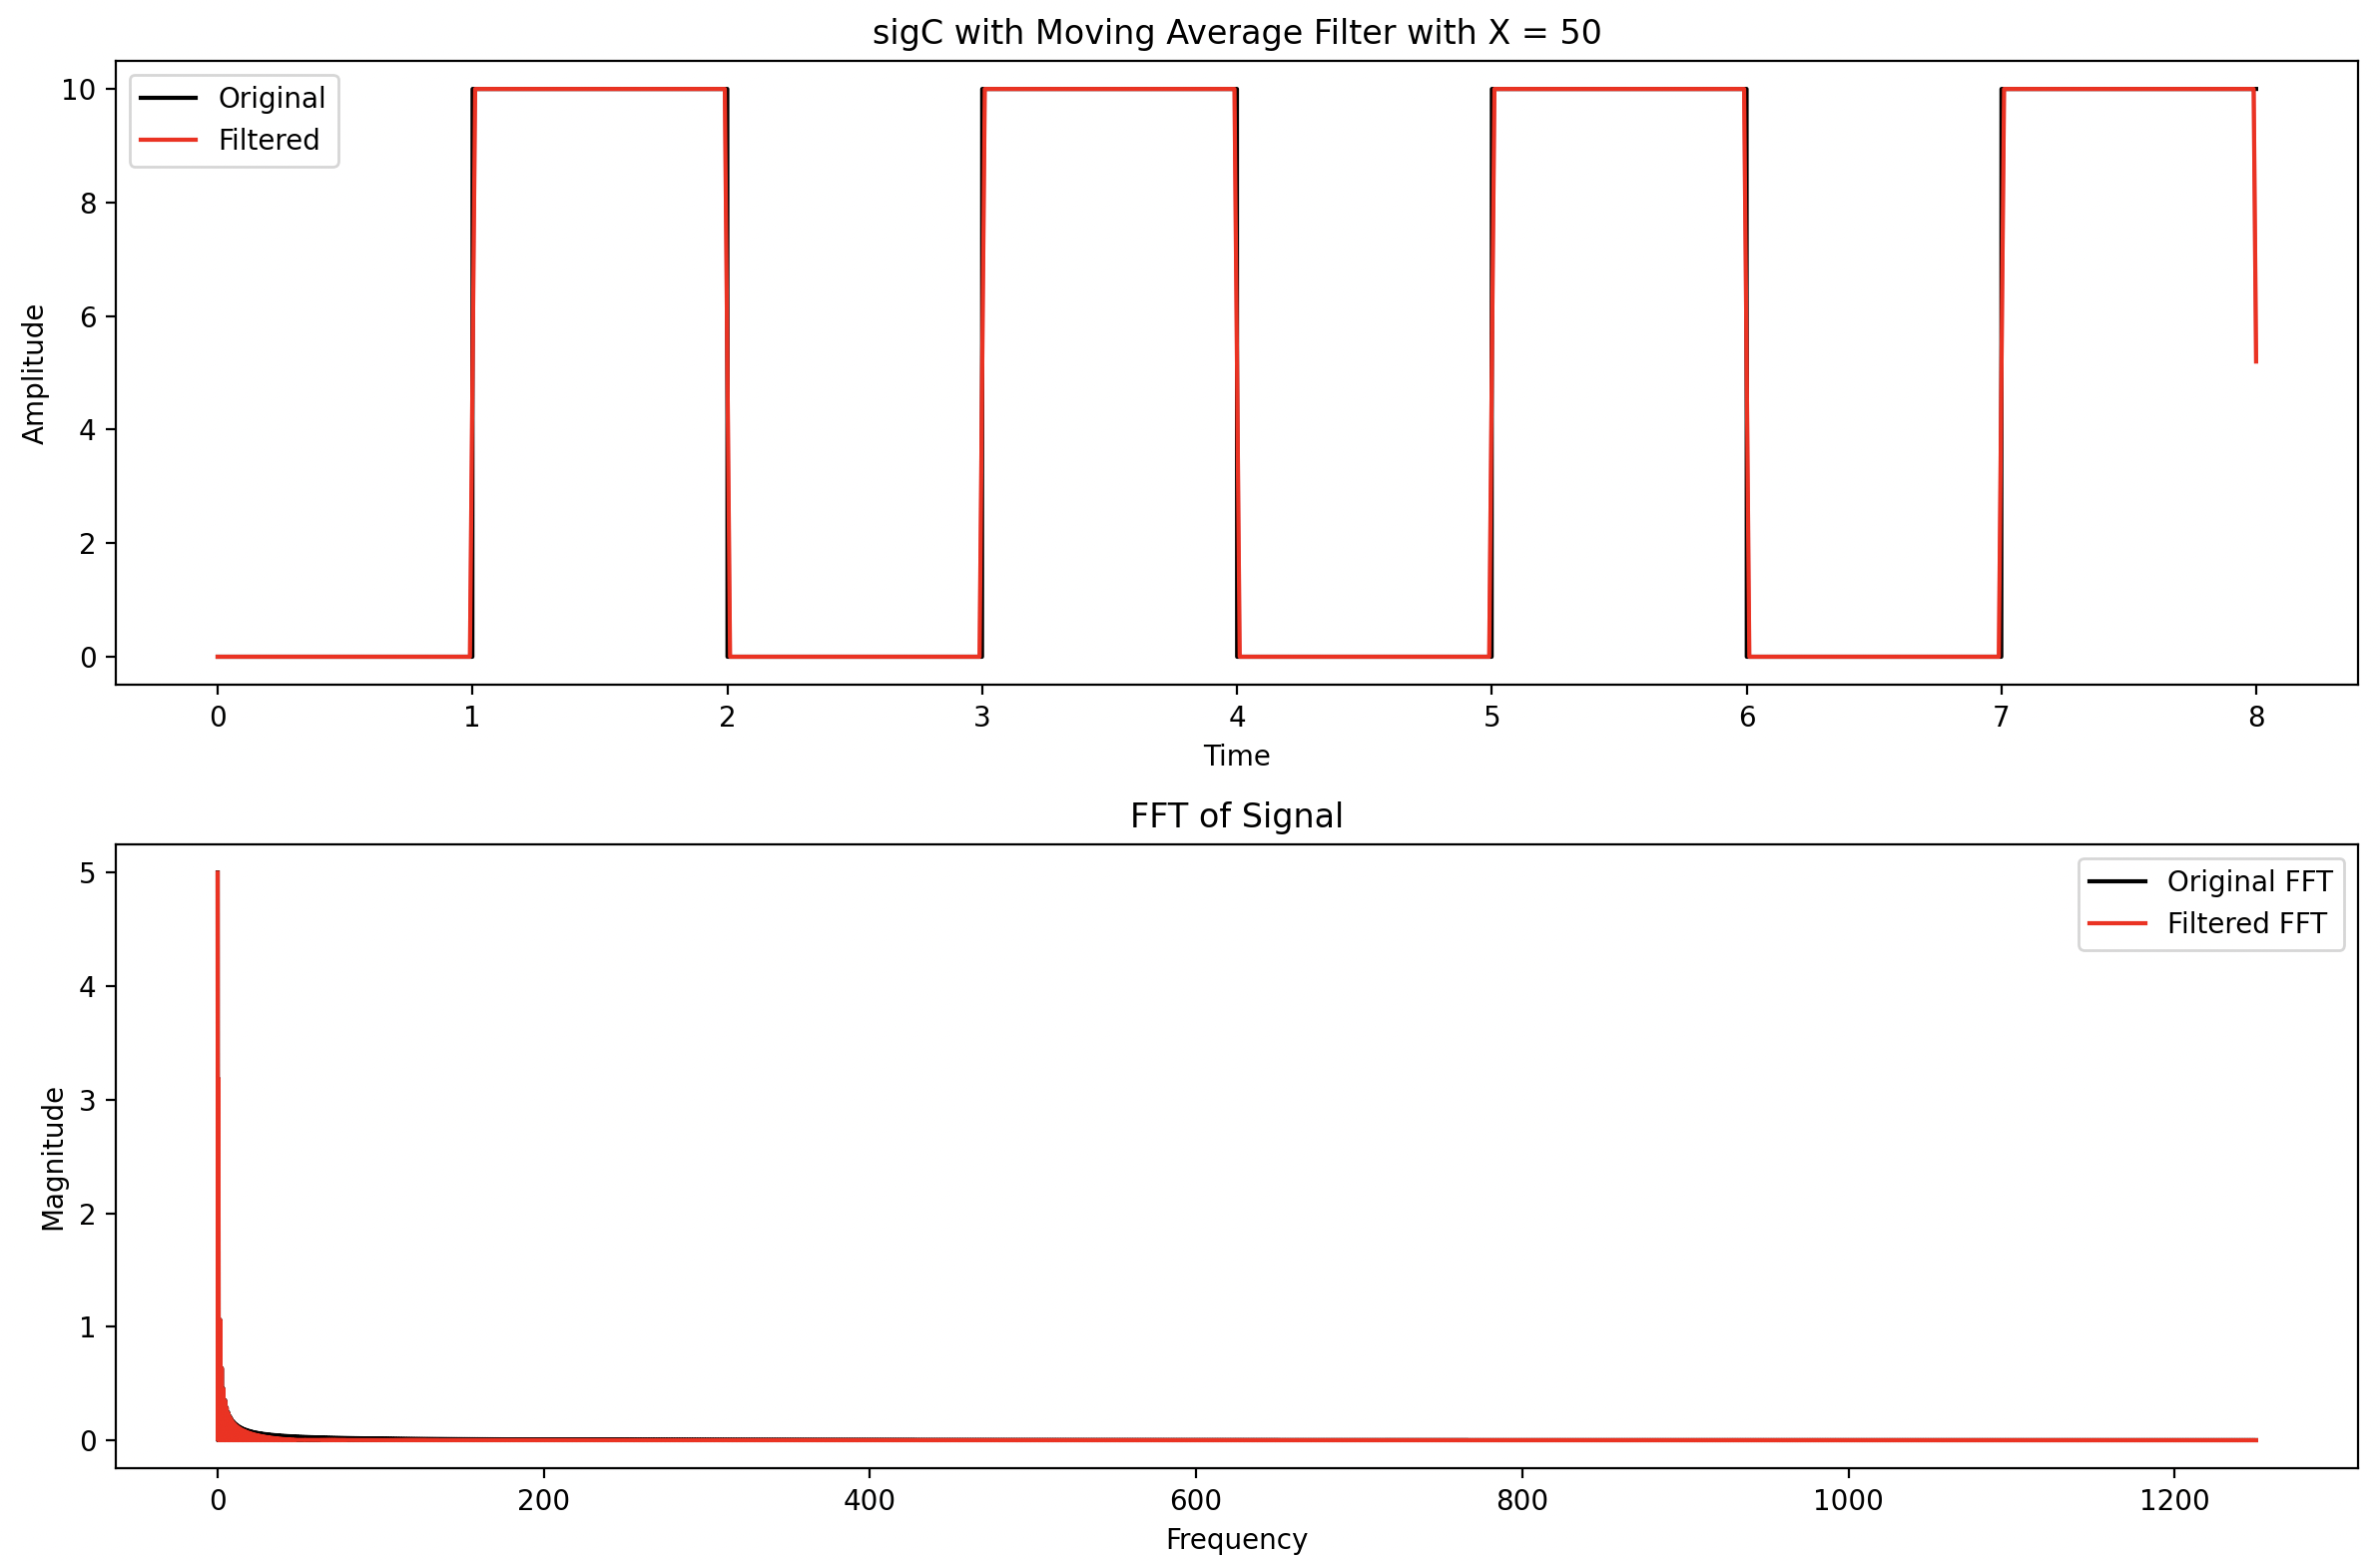 sigC with Moving Average Filter with X = 50
Original
Filtered
10
8
6
4
2
0
Amplitude
0 1 2 3 4 5 6 7 8
Time
FFT of Signal
Original FFT
Filtered FFT
5
4
3
2
1
0
Magnitude
0 200 400 600 800 1000 1200
Frequency